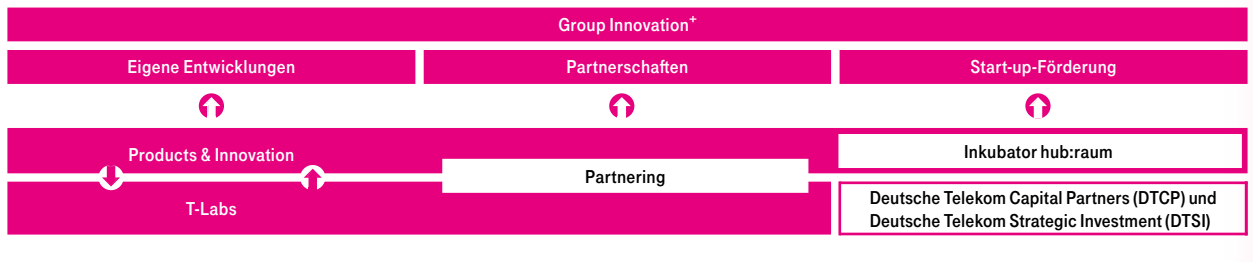 Group Innovation+
Eigene Entwicklungen
Partnerschaften
Start-up-Förderung
Products & Innovation
Inkubator hub:raum
Partnering
T-Labs
Deutsche Telekom Capital Partners (DTCP) und
Deutsche Telekom Strategic Investment (DTSI)